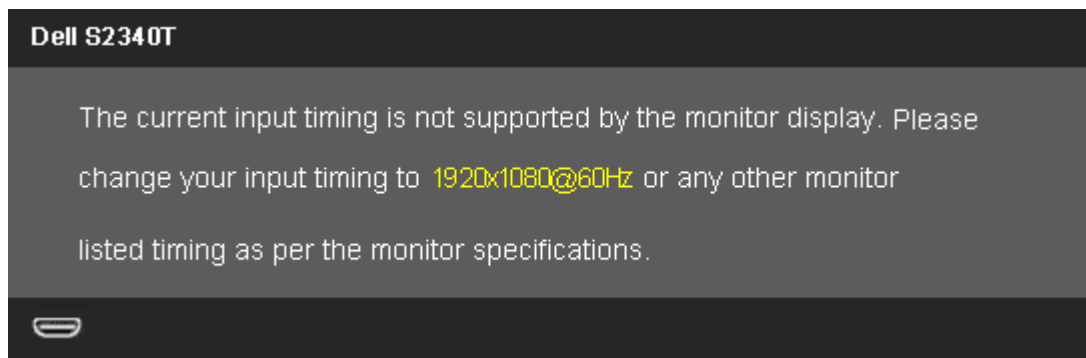 Dell S2340T
The current input timing is not supported by the monitor display. Please
change your input timing to 1920x1080@60Hz or any other monitor
listed timing as per the monitor specifications.